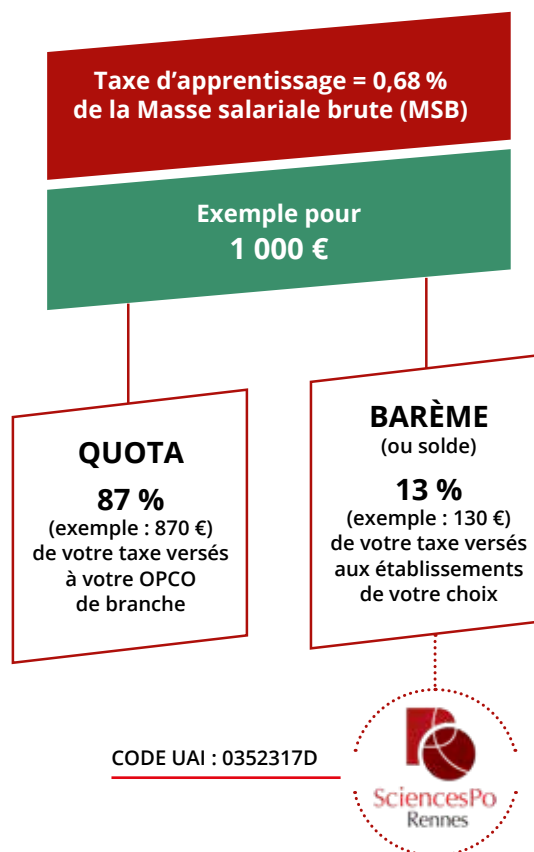 Taxe d’apprentissage = 0,68 %
de la Masse salariale brute (MSB)
Exemple pour
1 000 €
QUOTA
87 %
(exemple : 870 €)
de votre taxe versés
à votre OPCO
de branche
BARÈME
(ou solde)
13 %
(exemple : 130 €)
de votre taxe versés
aux établissements
de votre choix
CODE UAI : 0352317D
SciencesPo
Rennes